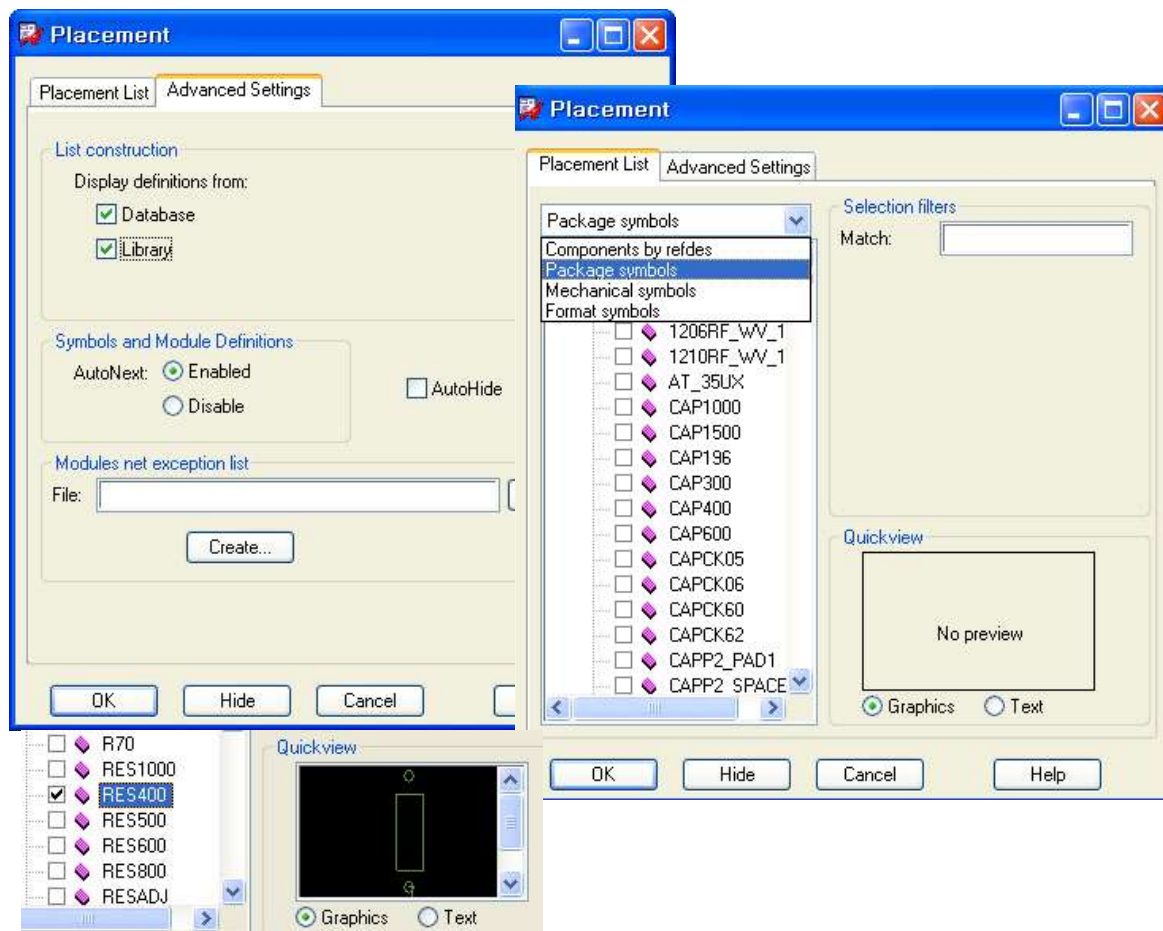 Placement
Placement List
Advanced Settings
List construction
Display definitions from:
Database
Library
Symbols and Module Definitions
AutoNext:
Enabled
Disable
AutoHide
Modules net exception list
File:
Create...
OK
Hide
Cancel
Placement
Placement List
Advanced Settings
Package symbols
Components by refdes
Package symbols
Mechanical symbols
Format symbols
1206RF_WV_1
1210RF_WV_1
AT_35UX
CAP1000
CAP1500
CAP196
CAP300
CAP400
CAP600
CAPCK05
CAPCK06
CAPCK60
CAPCK62
CAPP2_PAD1
CAPP2_SPACE
Selection filters
Match:
Quickview
No preview
Graphics
Text
OK
Hide
Cancel
Help
R70
RES1000
RES400
RES500
RES600
RES800
RESADJ
Quickview
Graphics
Text